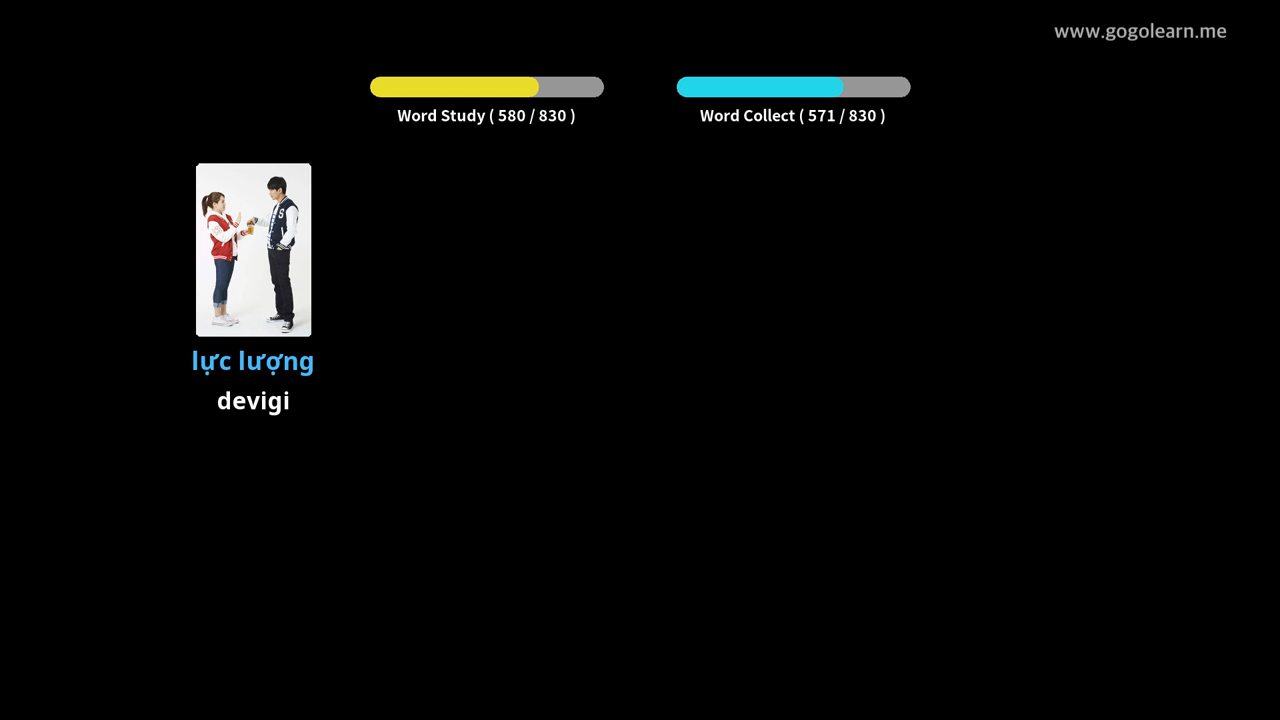 www.gogolearn.me
Word Study ( 580 / 830 )
Word Collect ( 571 / 830 )
lực lượng
devigi